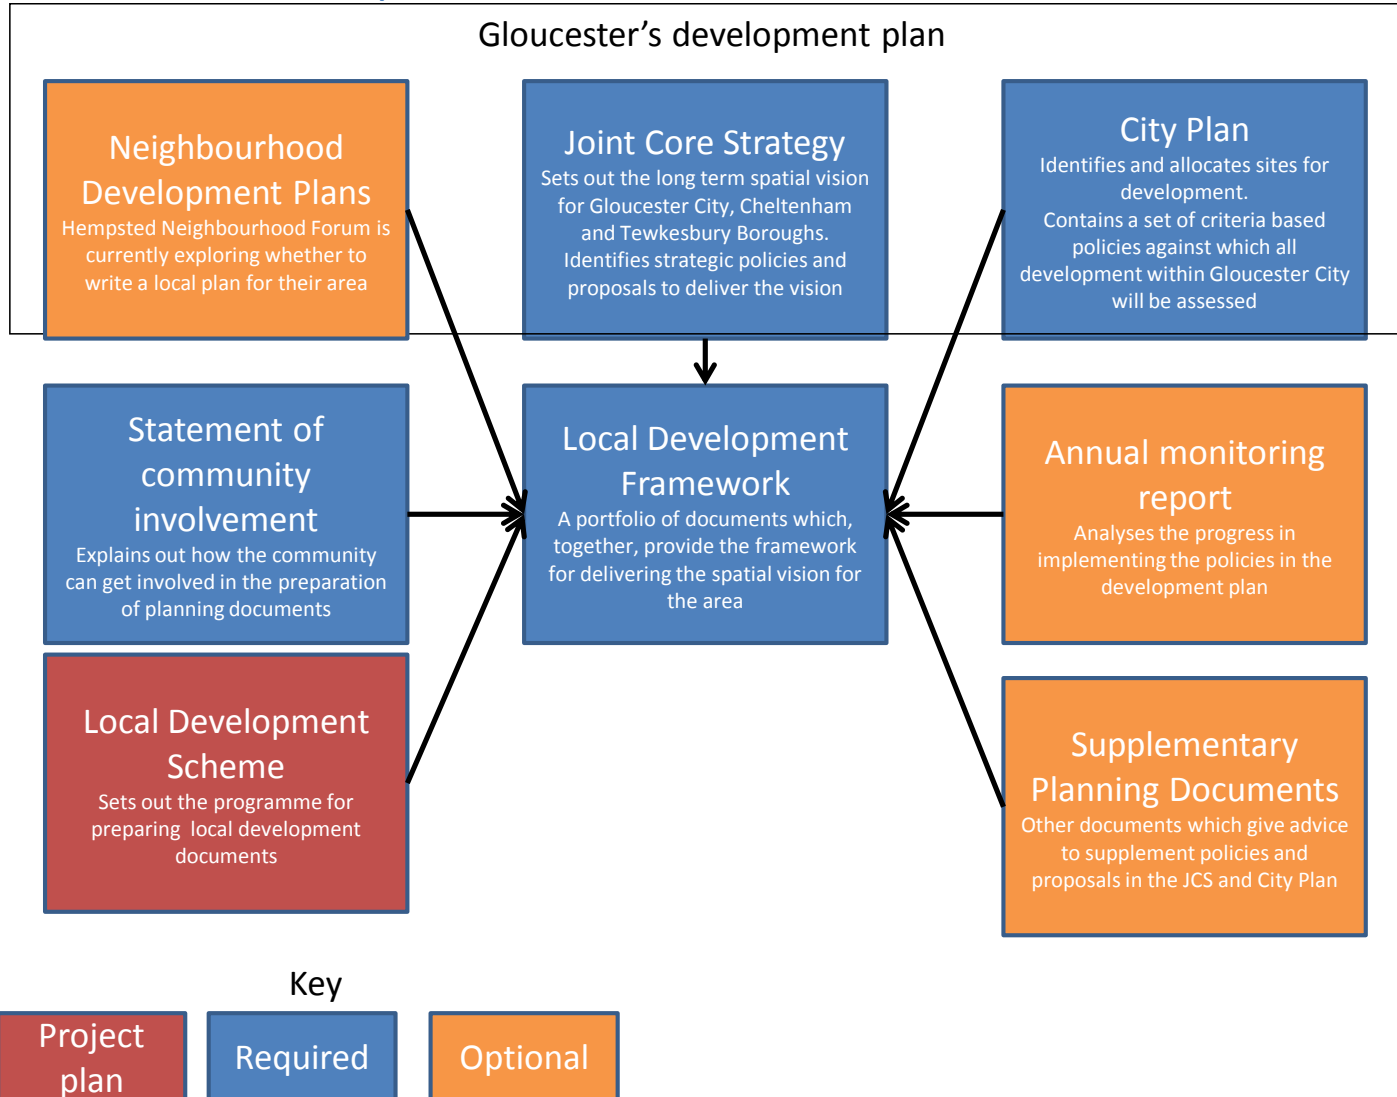 Gloucester's development plan
Neighbourhood
Development Plans
Hempsted Neighbourhood Forum is
currently exploring whether to
write a local plan for their area
Joint Core Strategy
Sets out the long term spatial vision
for Gloucester City, Cheltenham
and Tewkesbury Boroughs.
Identifies strategic policies and
proposals to deliver the vision
City Plan
Identifies and allocates sites for
development.
Contains a set of criteria based
policies against which all
development within Gloucester City
will be assessed
Statement of
community
involvement
Explains out how the community
can get involved in the preparation
of planning documents
Local Development
Framework
A portfolio of documents which,
together, provide the framework
for delivering the spatial vision for
the area
Annual monitoring
report
Analyses the progress in
implementing the policies in the
development plan
Local Development
Scheme
Sets out the programme for
preparing local development
documents
Supplementary
Planning Documents
Other documents which give advice
to supplement policies and
proposals in the JCS and City Plan
Key
Project
plan
Required
Optional